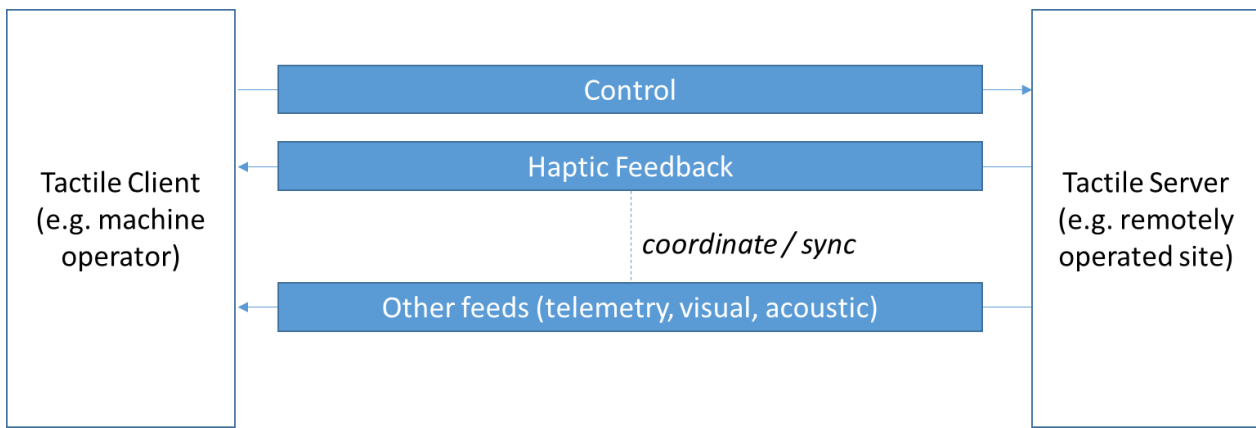 Control
Haptic Feedback
Tactile Client
(e.g. machine
operator)
coordinate / sync
Tactile Server
(e.g. remotely
operated site)
Other feeds (telemetry, visual, acoustic)